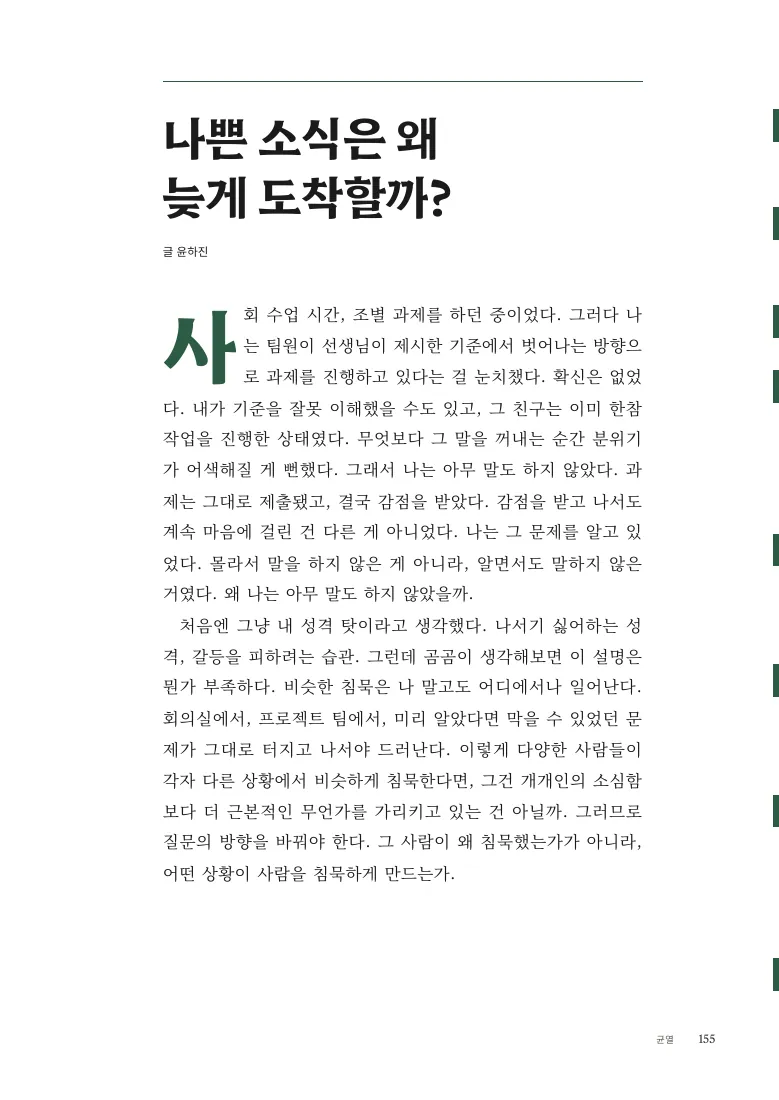 나쁜 소식은 왜
늦게 도착할까?
글 윤하진
사회 수업 시간, 조별 과제를 하던 중이었다. 그러다 나
는 팀원이 선생님이 제시한 기준에서 벗어나는 방향으
로 과제를 진행하고 있다는 걸 눈치챘다. 확신은 없었
다. 내가 기준을 잘못 이해했을 수도 있고, 그 친구는 이미 한참
작업을 진행한 상태였다. 무엇보다 그 말을 꺼내는 순간 분위기
가 어색해질 게 뻔했다. 그래서 나는 아무 말도 하지 않았다. 과
제는 그대로 제출됐고, 결국 감점을 받았다. 감점을 받고 나서도
계속 마음에 걸린 건 다른 게 아니었다. 나는 그 문제를 알고 있
었다. 몰라서 말을 하지 않은 게 아니라, 알면서도 말하지 않은
거였다. 왜 나는 아무 말도 하지 않았을까.
처음엔 그냥 내 성격 탓이라고 생각했다. 나서기 싫어하는 성
격, 갈등을 피하려는 습관. 그런데 곰곰이 생각해보면 이 설명은
뭔가 부족하다. 비슷한 침묵은 나 말고도 어디에서나 일어난다.
회의실에서, 프로젝트 팀에서, 미리 알았다면 막을 수 있었던 문
제가 그대로 터지고 나서야 드러난다. 이렇게 다양한 사람들이
각자 다른 상황에서 비슷하게 침묵한다면, 그건 개개인의 소심함
보다 더 근본적인 무언가를 가리키고 있는 건 아닐까. 그러므로
질문의 방향을 바꿔야 한다. 그 사람이 왜 침묵했는가가 아니라,
어떤 상황이 사람을 침묵하게 만드는가.
균열 155